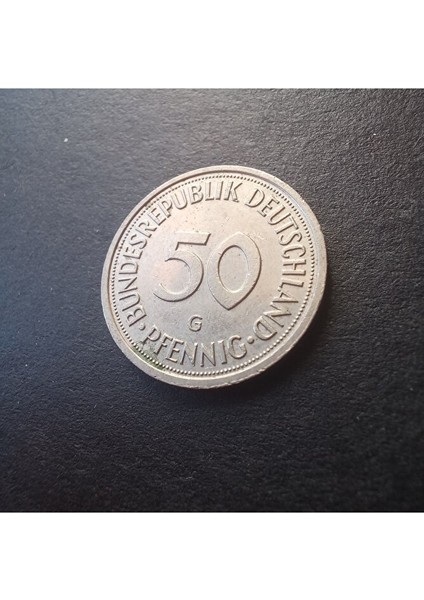 BUNDESREPUBLIK DEUTSCHLAND
50
G
PFENNIG